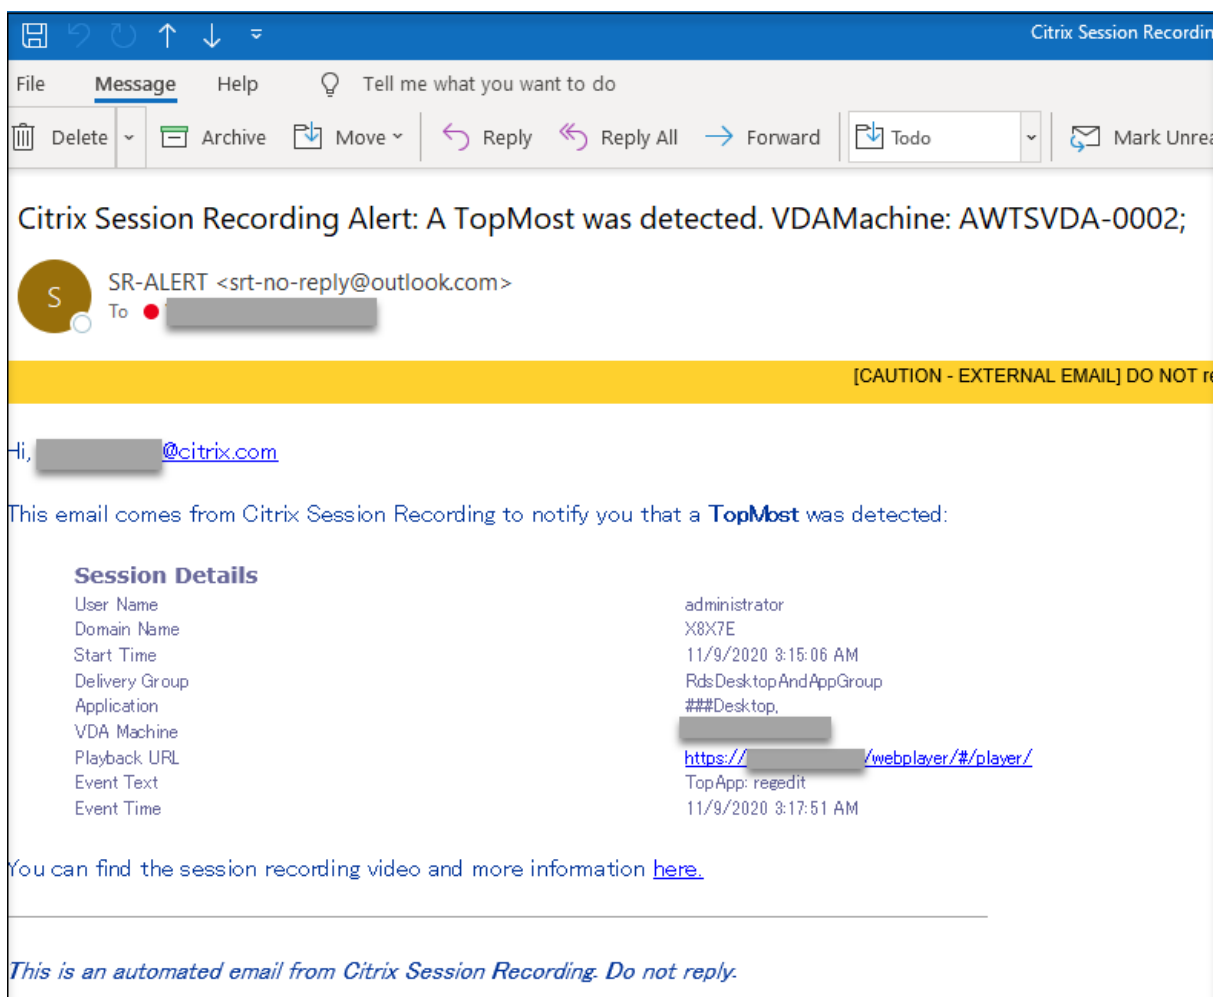 Citrix Session Recordin
File Message Help Tell me what you want to do
Delete Archive Move Reply Reply All Forward Todo Mark Unrea
Citrix Session Recording Alert: A TopMost was detected. VDAMachine: AWTSVDA-0002;
S
SR-ALERT <srt-no-reply@outlook.com>
To
[CAUTION - EXTERNAL EMAIL] DO NOT re
Hi, @citrix.com
This email comes from Citrix Session Recording to notify you that a TopMost was detected:
Session Details
User Name administrator
Domain Name X8X7E
Start Time 11/9/2020 3:15:06 AM
Delivery Group RdsDesktopAndAppGroup
Application ###Desktop,
VDA Machine
Playback URL https:// /webplayer/#/player/
Event Text TopApp: regedit
Event Time 11/9/2020 3:17:51 AM
You can find the session recording video and more information here.
This is an automated email from Citrix Session Recording. Do not reply.